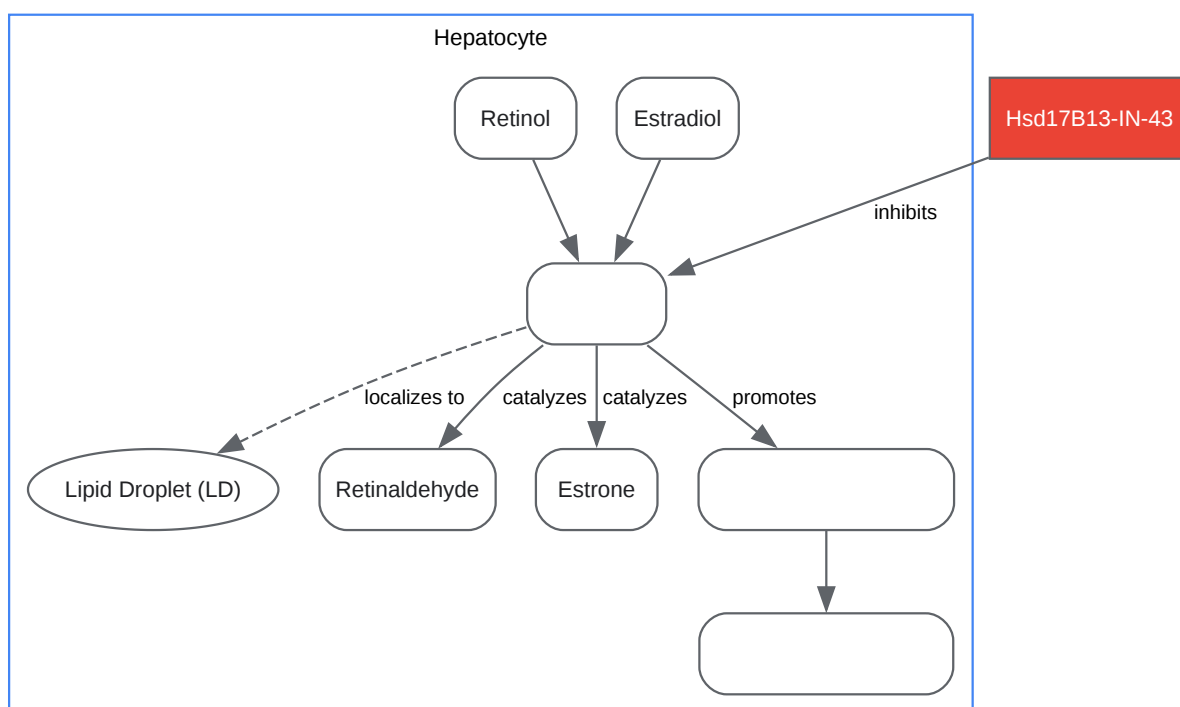 Hepatocyte
Retinol
Estradiol
Hsd17B13-IN-43
inhibits
localizes to
catalyzes
catalyzes
promotes
Lipid Droplet (LD)
Retinaldehyde
Estrone